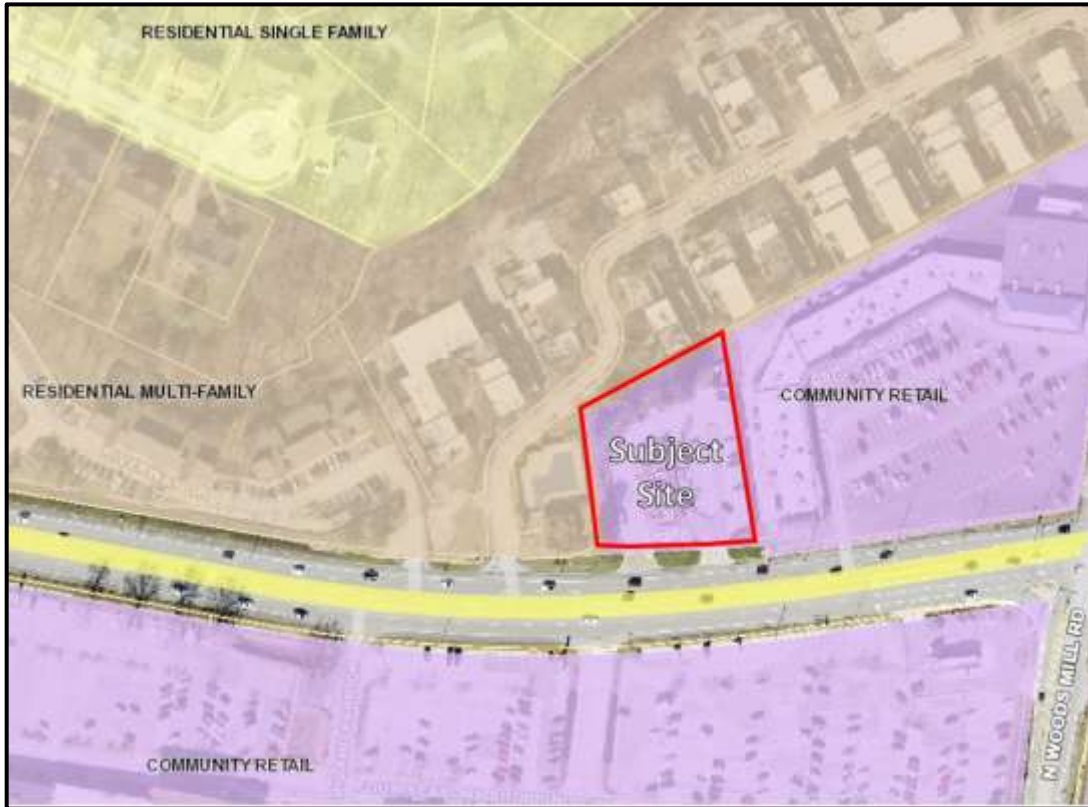 RESIDENTIAL SINGLE FAMILY
RESIDENTIAL MULTI-FAMILY
COMMUNITY RETAIL
Subject
Site
COMMUNITY RETAIL
N WOODS MILL RD